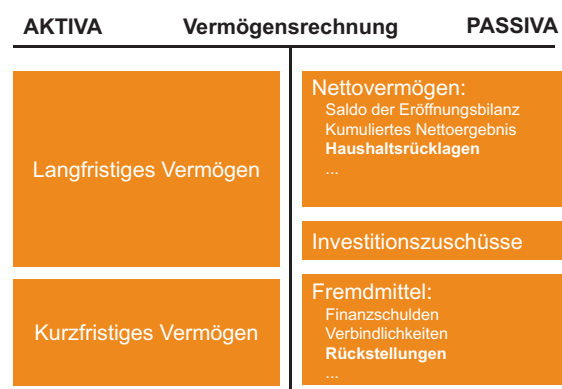 AKTIVA Vermögensrechnung PASSIVA
Langfristiges Vermögen
Kurzfristiges Vermögen
Nettovermögen:
Saldo der Eröffnungsbilanz
Kumuliertes Nettoergebnis
Haushaltsrücklagen
...
Investitionszuschüsse
Fremdmittel:
Finanzschulden
Verbindlichkeiten
Rückstellungen
...